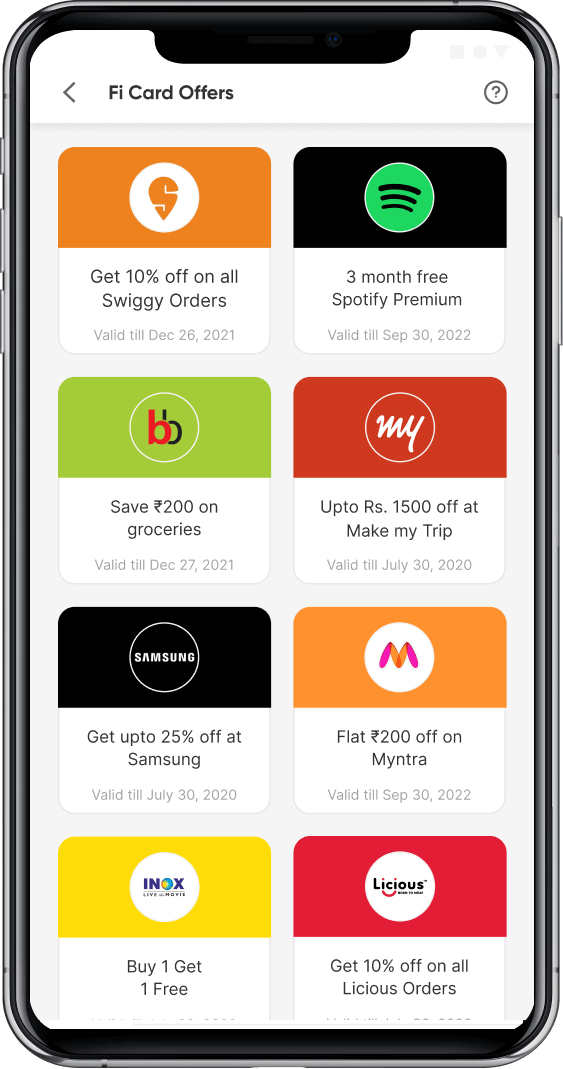 Fi Card Offers
Get 10% off on all
Swiggy Orders
Valid till Dec 26, 2021
3 month free
Spotify Premium
Valid till Sep 30, 2022
bb
Save ₹200 on
groceries
Valid till Dec 27, 2021
my
Upto Rs. 1500 off at
Make my Trip
Valid till July 30, 2020
SAMSUNG
Get upto 25% off at
Samsung
Valid till July 30, 2020
Flat ₹200 off on
Myntra
Valid till Sep 30, 2022
INOX
LIVE the MOVIE
Buy 1 Get
1 Free
Licious™
BORN TO MEAT
Get 10% off on all
Licious Orders